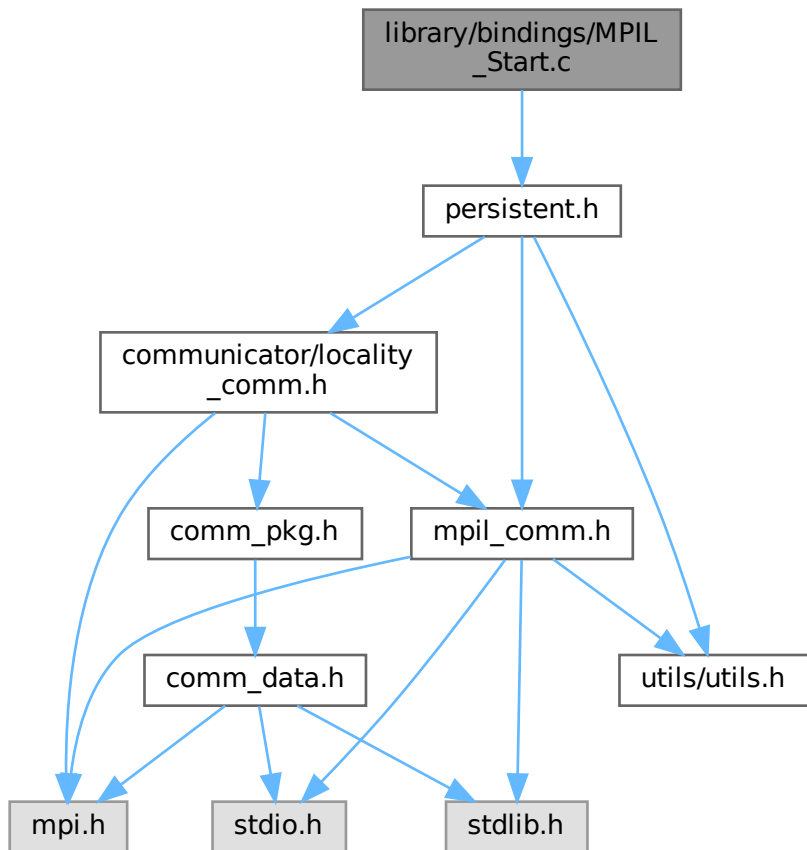 library/bindings/MPIL
_Start.c
persistent.h
communicator/locality
_comm.h
comm_pkg.h
mpil_comm.h
comm_data.h
utils/utils.h
mpi.h
stdio.h
stdlib.h